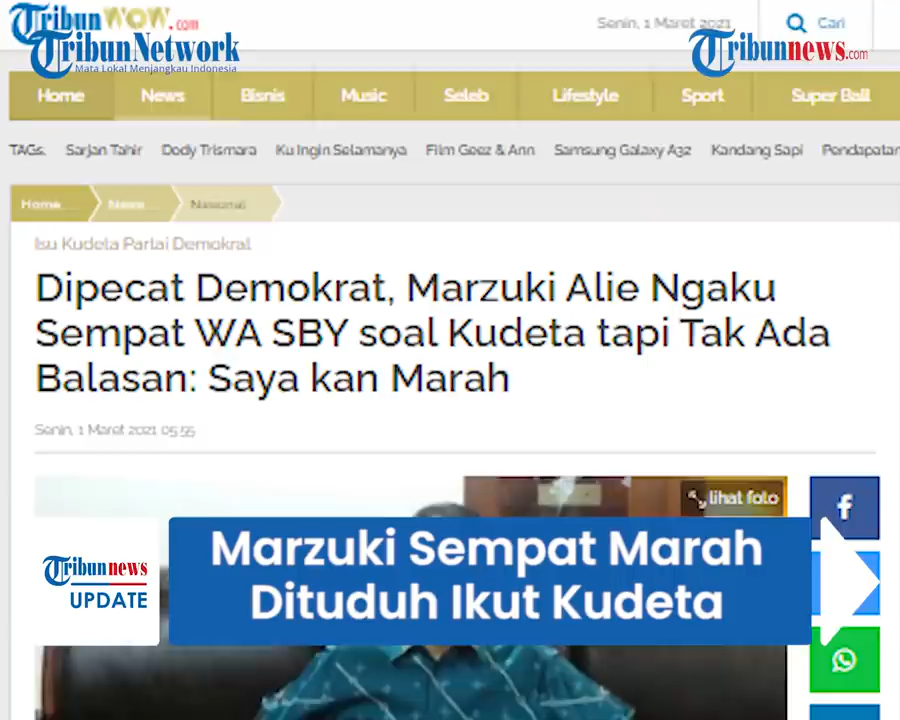 TribunWOW.com
Tribun Network
Mata Lokal Menjangkau Indonesia
Senin, 1 Maret 2021
Cari
Tribunnews.com
Home News Bisnis Music Seleb Lifestyle Sport Super Ball
TAGS: Sarjan Tahir Dody Trismara Ku Ingin Selamanya Film Geez & Ann Samsung Galaxy A32 Kandang Sapi Pendapatan
Home News Nasional
Isu Kudeta Partai Demokrat
Dipecat Demokrat, Marzuki Alie Ngaku
Sempat WA SBY soal Kudeta tapi Tak Ada
Balasan: Saya kan Marah
Senin, 1 Maret 2021 05:55
lihat foto
Tribunnews
UPDATE
Marzuki Sempat Marah
Dituduh Ikut Kudeta